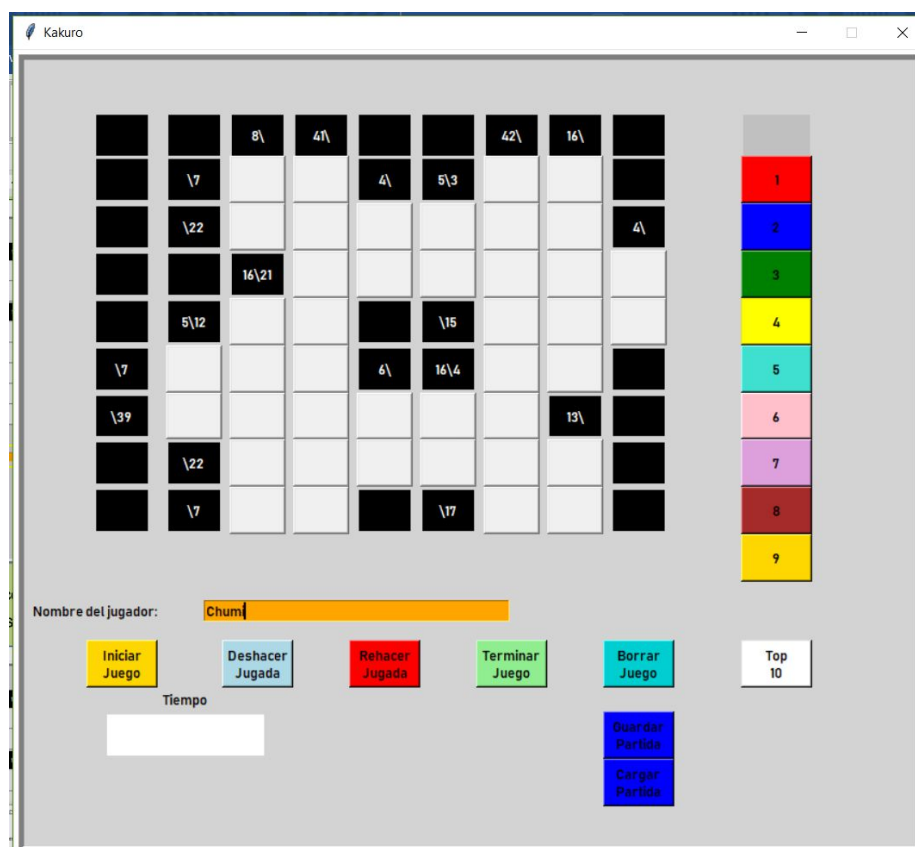 Kakuro
8\ 41\ 42\ 16\
\7 4\ 5\3 1
\22 4\ 2
16\21 3
5\12 \15 4
\7 6\ 16\4 5
\39 13\ 6
\22 7
\7 \17 8
9
Nombre del jugador: Chumi
Iniciar Juego
Deshacer Jugada
Rehacer Jugada
Terminar Juego
Borrar Juego
Top 10
Tiempo
Guardar Partida
Cargar Partida